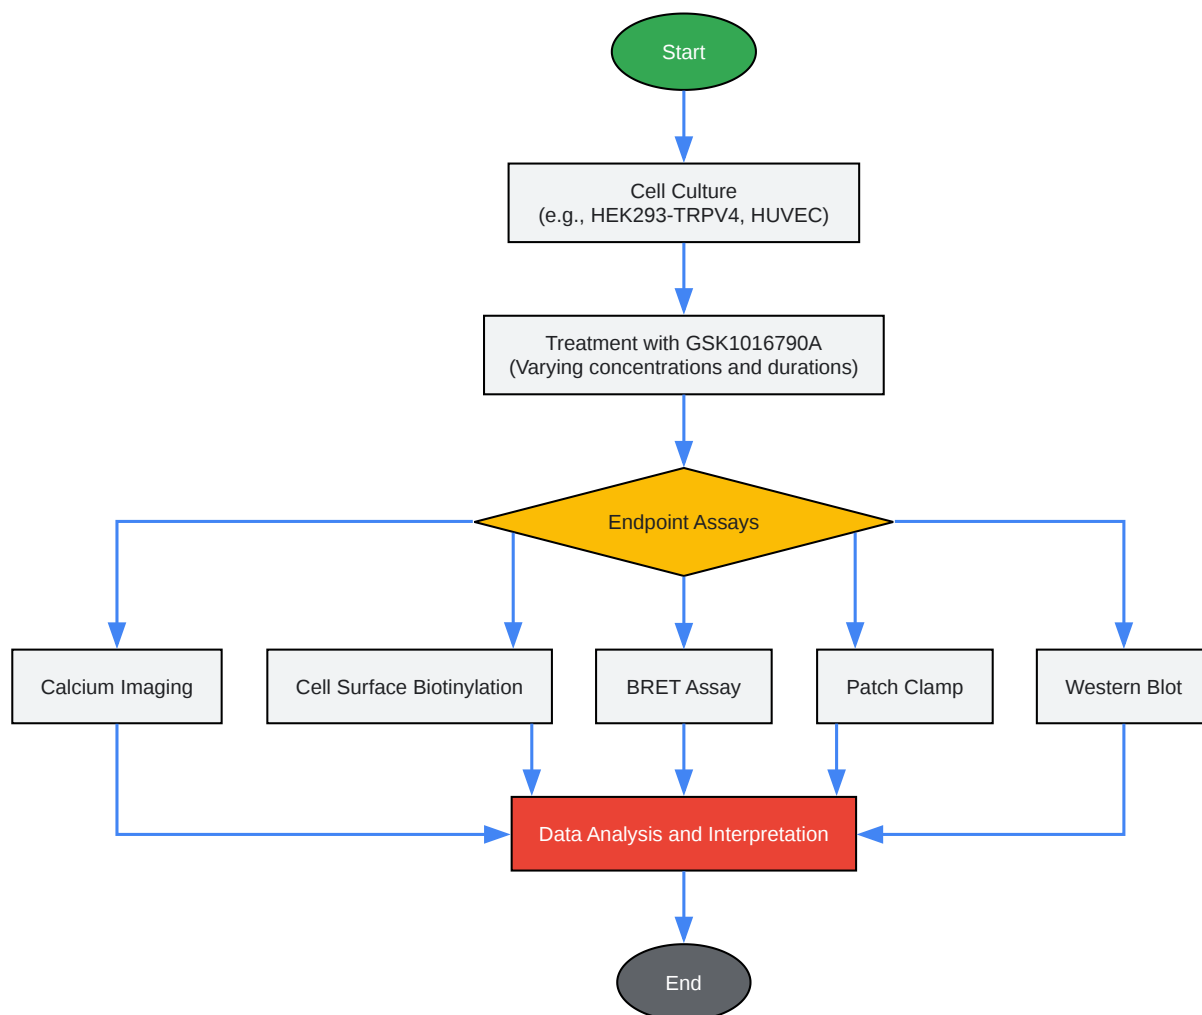 Start
Cell Culture
(e.g., HEK293-TRPV4, HUVEC)
Treatment with GSK1016790A
(Varying concentrations and durations)
Endpoint Assays
Calcium Imaging
Cell Surface Biotinylation
BRET Assay
Patch Clamp
Western Blot
Data Analysis and Interpretation
End